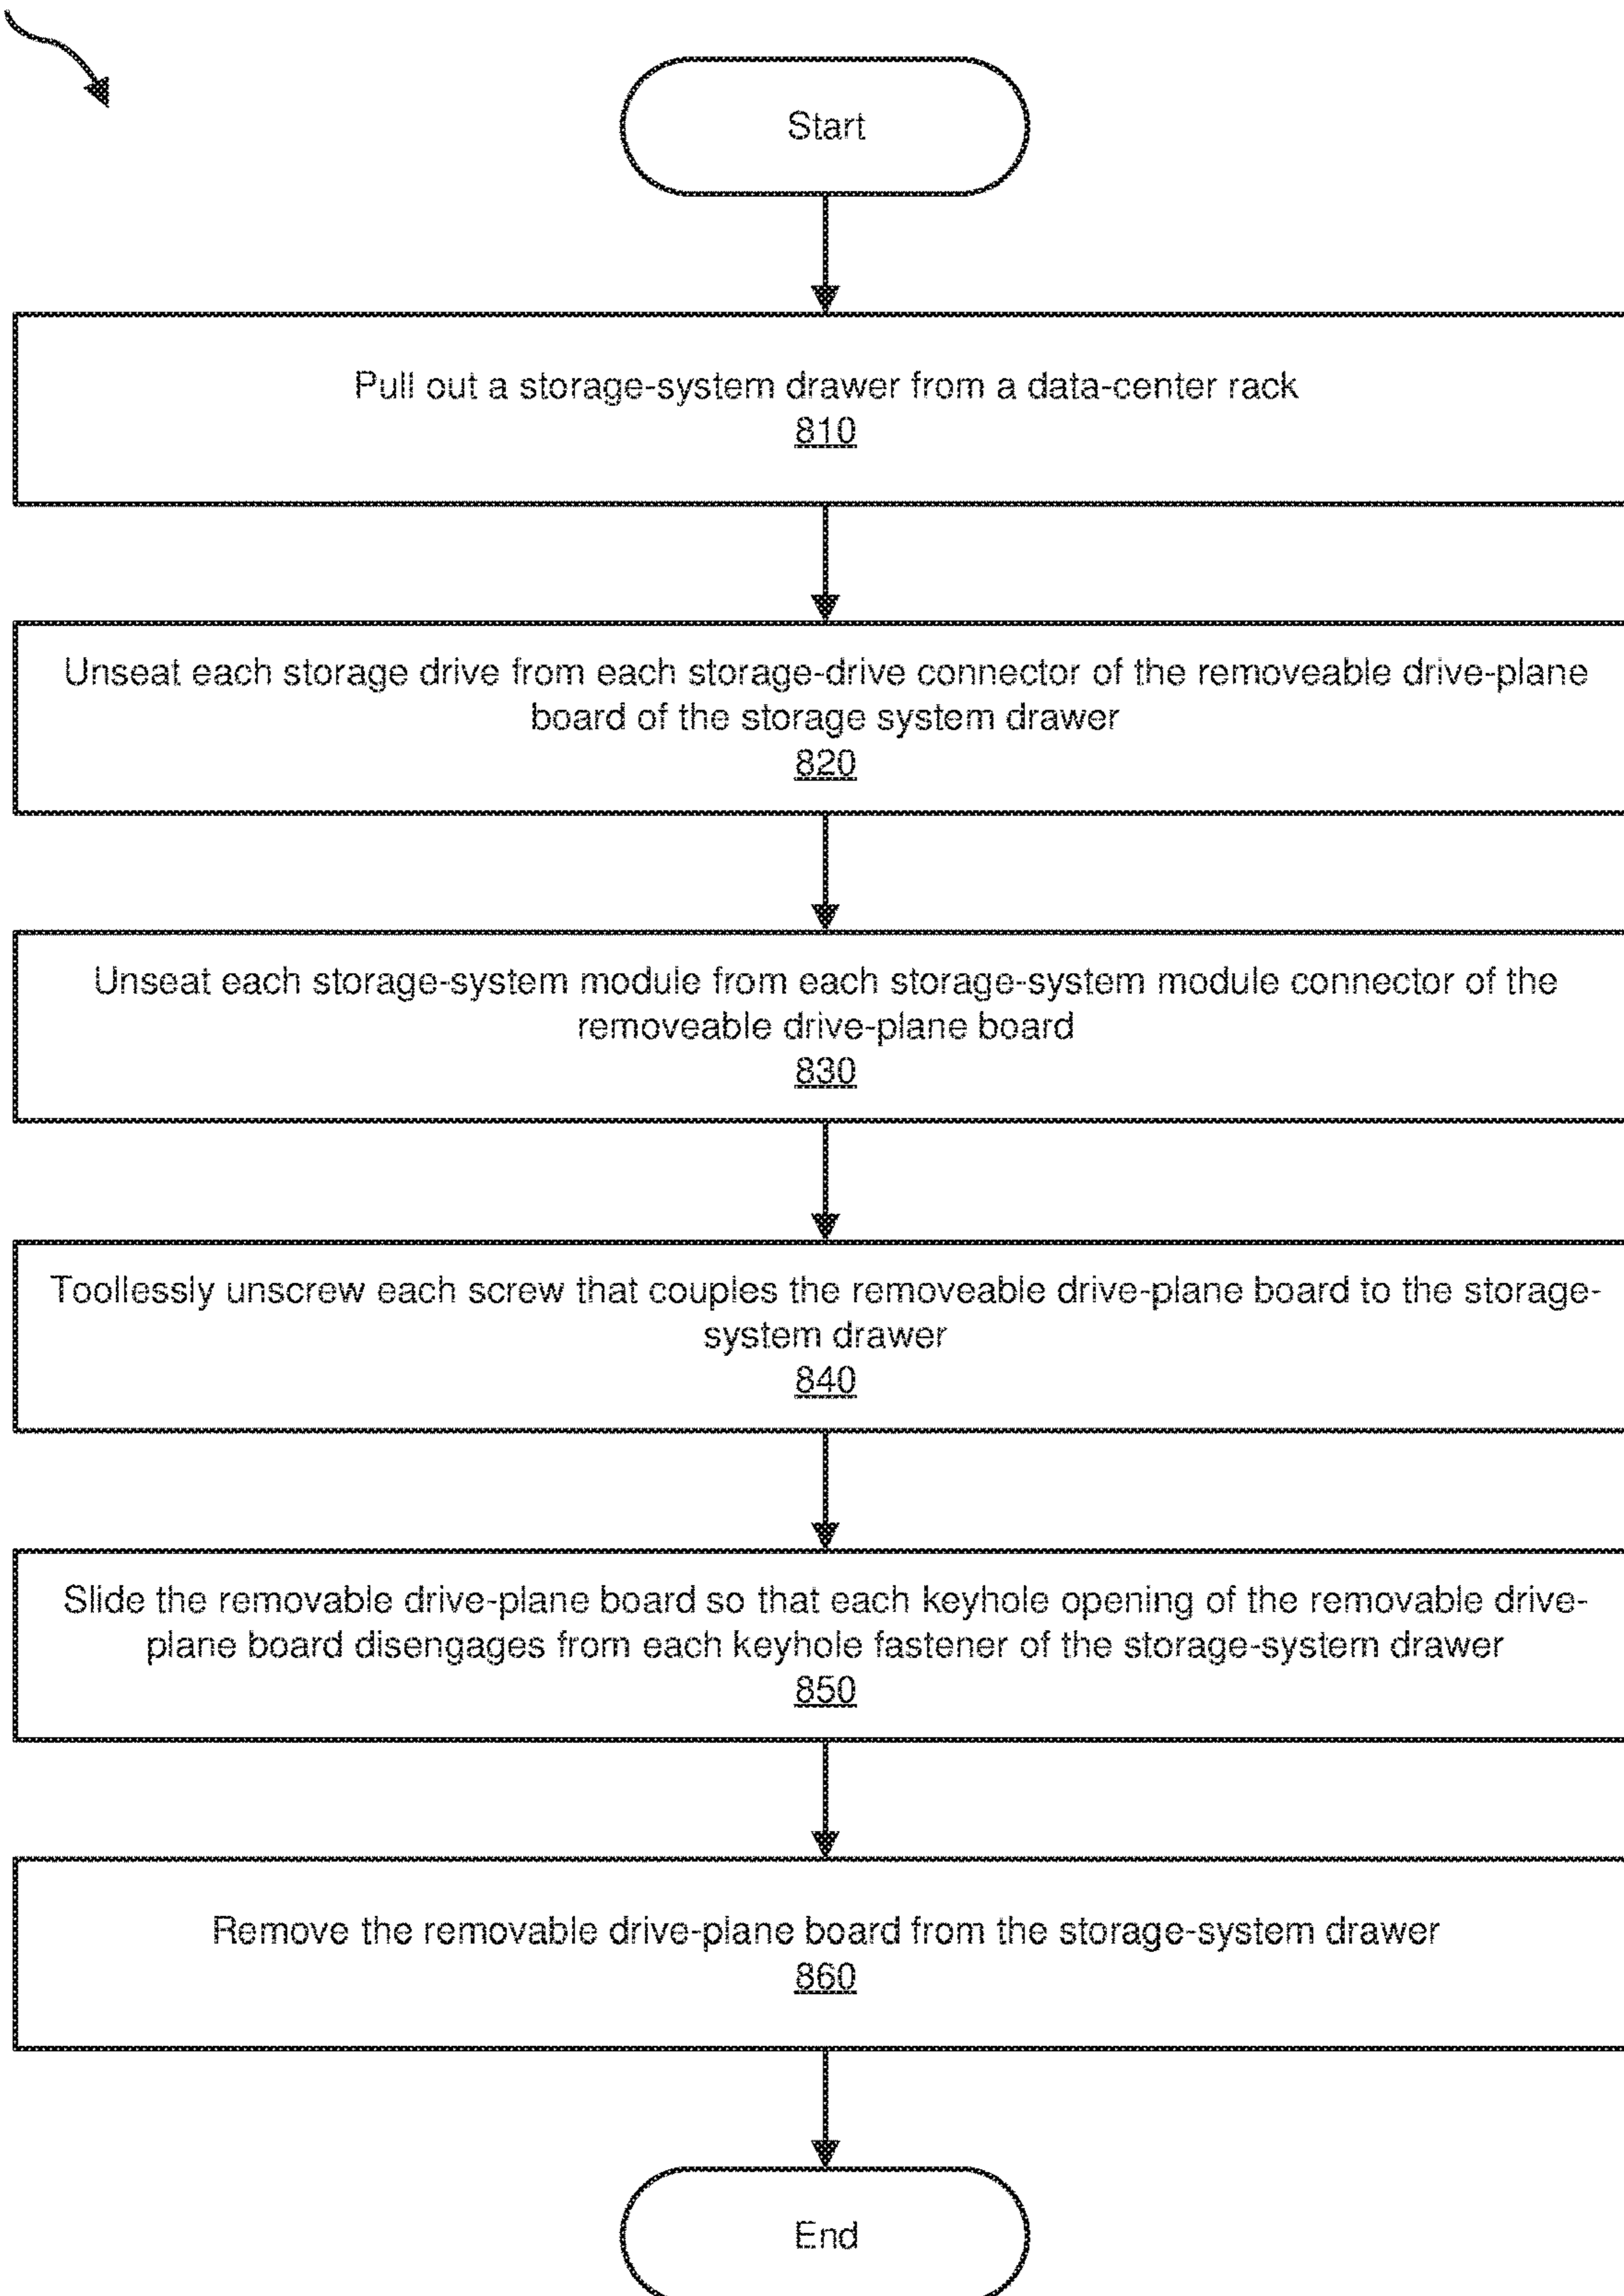 Start
Pull out a storage-system drawer from a data-center rack
810
Unseat each storage drive from each storage-drive connector of the removeable drive-plane
board of the storage system drawer
820
Unseat each storage-system module from each storage-system module connector of the
removeable drive-plane board
830
Toollessly unscrew each screw that couples the removeable drive-plane board to the storage-
system drawer
840
Slide the removable drive-plane board so that each keyhole opening of the removable drive-
plane board disengages from each keyhole fastener of the storage-system drawer
850
Remove the removable drive-plane board from the storage-system drawer
860
End